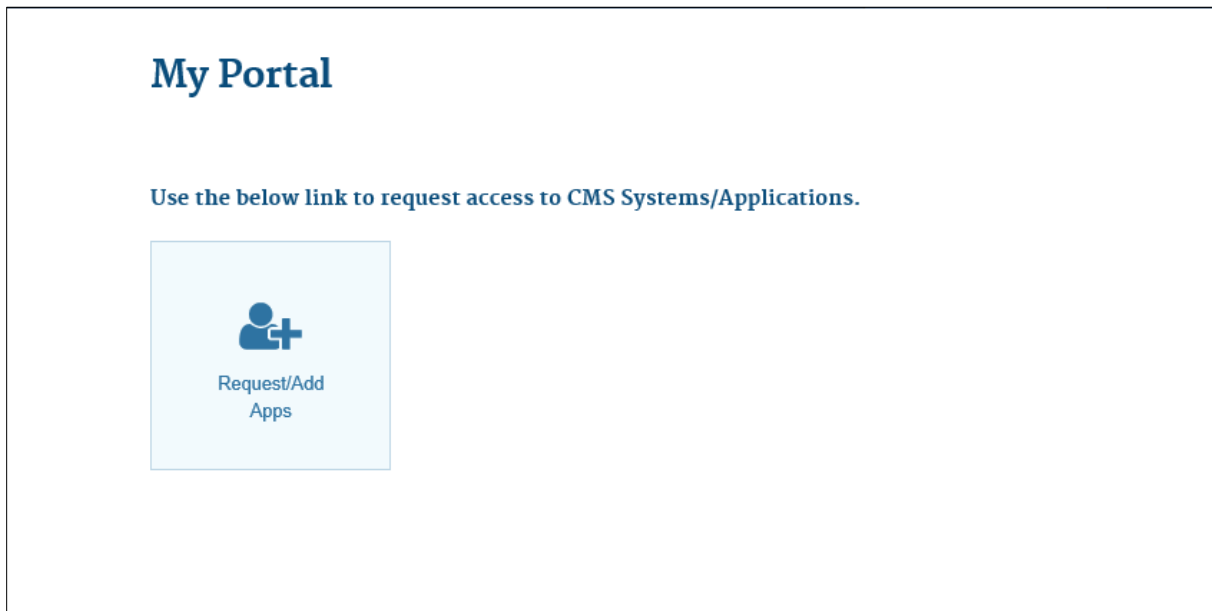 My Portal
Use the below link to request access to CMS Systems/Applications.
Request/Add
Apps